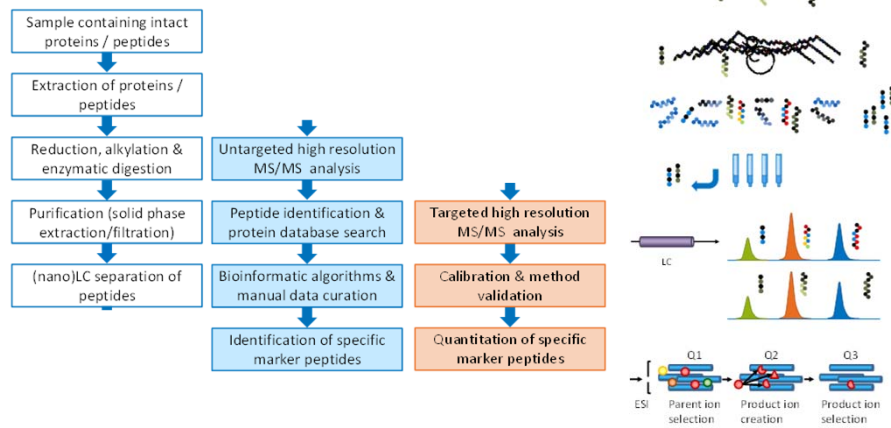 Sample containing intact
proteins / peptides
Extraction of proteins /
peptides
Reduction, alkylation &
enzymatic digestion
Purification (solid phase
extraction/filtration)
(nano)LC separation of
peptides
Untargeted high resolution
MS/MS analysis
Peptide identification &
protein database search
Bioinformatic algorithms &
manual data curation
Identification of specific
marker peptides
Targeted high resolution
MS/MS analysis
Calibration & method
validation
Quantitation of specific
marker peptides
LC
Q1
Q2
Q3
ESI
Parent ion
selection
Product ion
creation
Product ion
selection